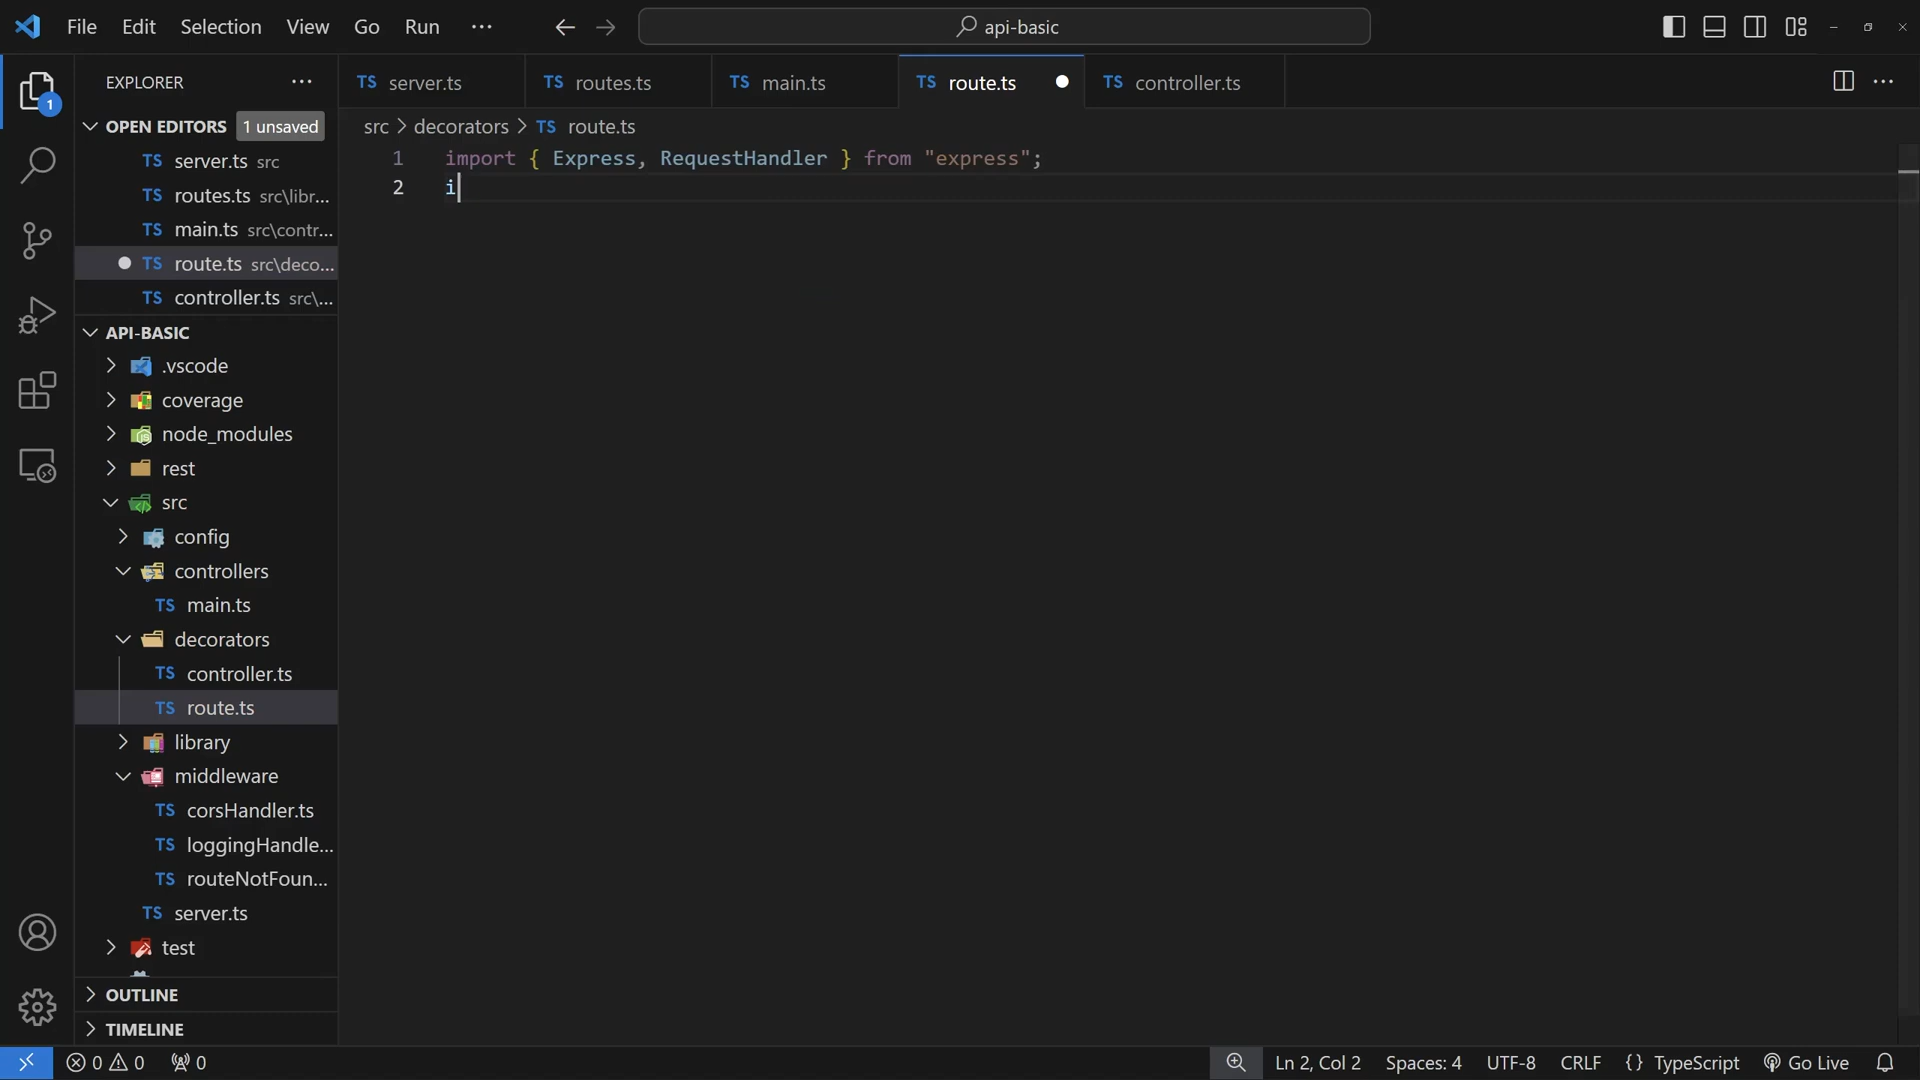 File Edit Selection View Go Run ··· api-basic
EXPLORER ···
OPEN EDITORS 1 unsaved
TS server.ts src
TS routes.ts src\libr...
TS main.ts src\contr...
TS route.ts src\deco...
TS controller.ts src\...
API-BASIC
.vscode
coverage
node_modules
rest
src
config
controllers
TS main.ts
decorators
TS controller.ts
TS route.ts
library
middleware
TS corsHandler.ts
TS loggingHandle...
TS routeNotFoun...
TS server.ts
test
OUTLINE
TIMELINE
1
TS server.ts TS routes.ts TS main.ts TS route.ts TS controller.ts ···
src > decorators > TS route.ts
1 import { Express, RequestHandler } from "express";
2 i
0 0 0 Ln 2, Col 2 Spaces: 4 UTF-8 CRLF {} TypeScript Go Live